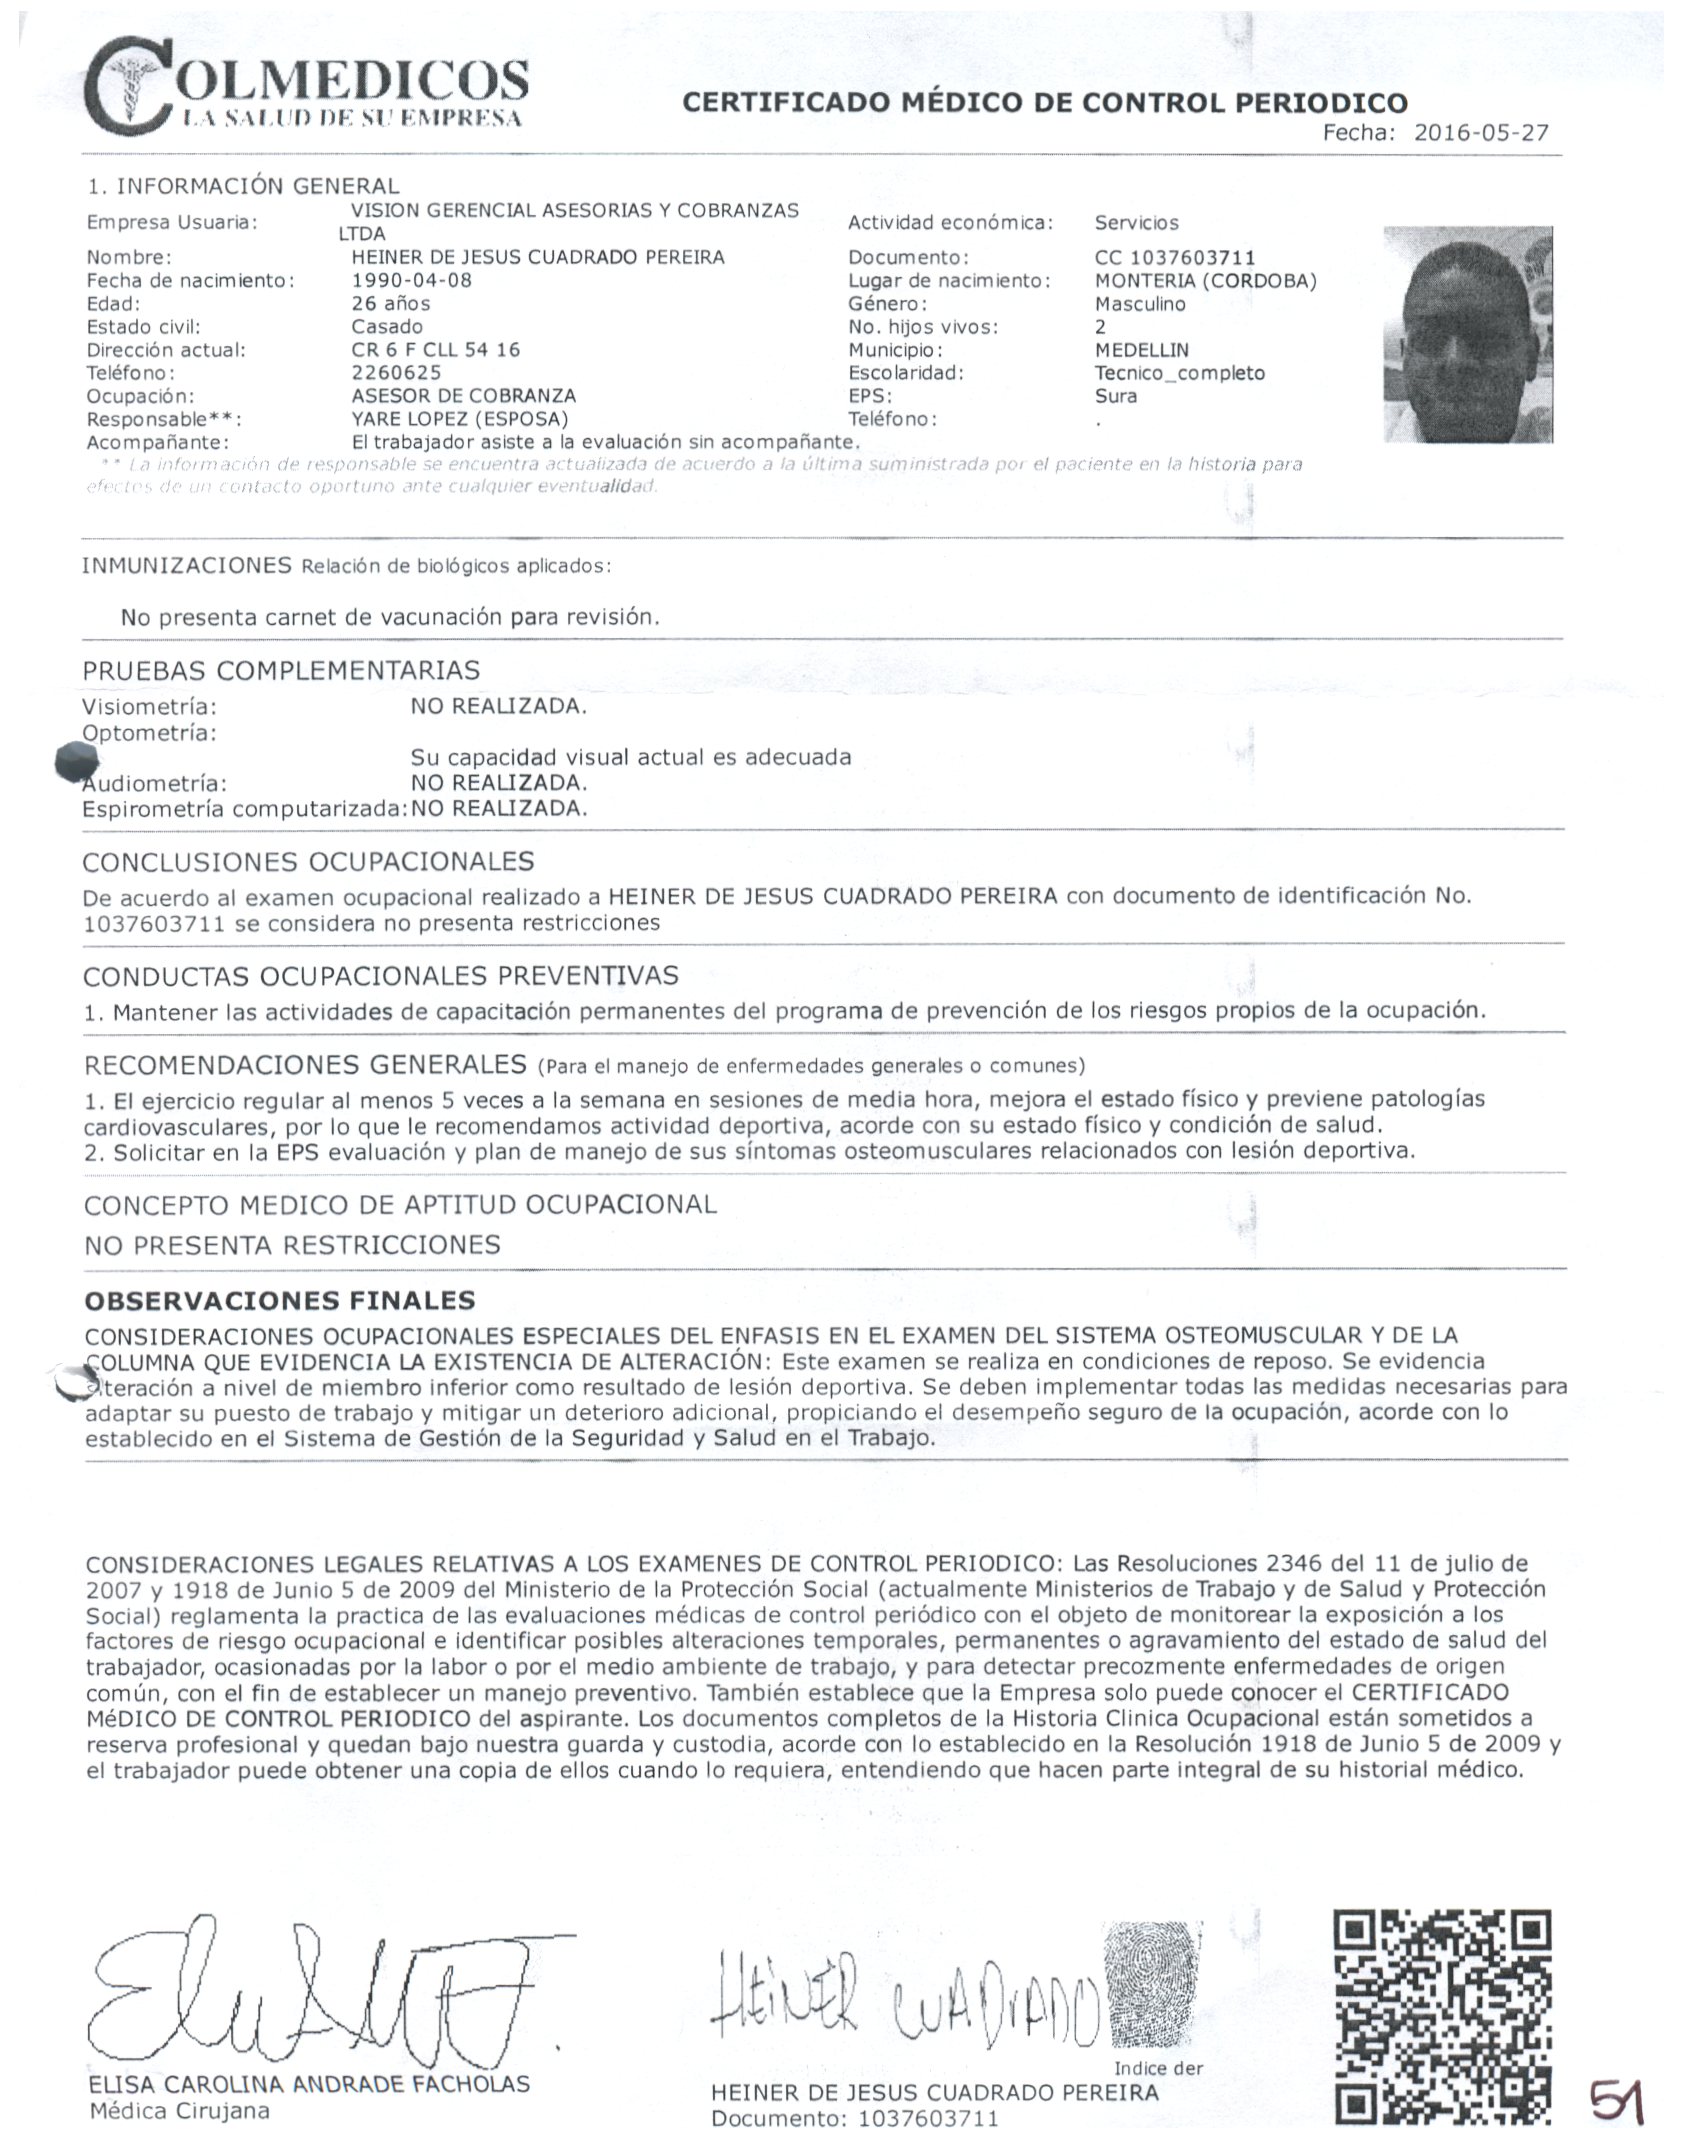 COLMEDICOS
LA SALUD DE SU EMPRESA
CERTIFICADO MÉDICO DE CONTROL PERIODICO
Fecha: 2016-05-27
1. INFORMACIÓN GENERAL
Empresa Usuaria: VISION GERENCIAL ASESORIAS Y COBRANZAS LTDA Actividad económica: Servicios
Nombre: HEINER DE JESUS CUADRADO PEREIRA Documento: CC 1037603711
Fecha de nacimiento: 1990-04-08 Lugar de nacimiento: MONTERIA (CORDOBA)
Edad: 26 años Género: Masculino
Estado civil: Casado No. hijos vivos: 2
Dirección actual: CR 6 F CLL 54 16 Municipio: MEDELLIN
Teléfono: 2260625 Escolaridad: Tecnico_completo
Ocupación: ASESOR DE COBRANZA EPS: Sura
Responsable**: YARE LOPEZ (ESPOSA) Teléfono: .
Acompañante: El trabajador asiste a la evaluación sin acompañante.
** La información de responsable se encuentra actualizada de acuerdo a la última suministrada por el paciente en la historia para
efectos de un contacto oportuno ante cualquier eventualidad.
INMUNIZACIONES Relación de biológicos aplicados:
No presenta carnet de vacunación para revisión.
PRUEBAS COMPLEMENTARIAS
Visiometría: NO REALIZADA.
Optometría:
Su capacidad visual actual es adecuada
Audiometría: NO REALIZADA.
Espirometría computarizada: NO REALIZADA.
CONCLUSIONES OCUPACIONALES
De acuerdo al examen ocupacional realizado a HEINER DE JESUS CUADRADO PEREIRA con documento de identificación No.
1037603711 se considera no presenta restricciones
CONDUCTAS OCUPACIONALES PREVENTIVAS
1. Mantener las actividades de capacitación permanentes del programa de prevención de los riesgos propios de la ocupación.
RECOMENDACIONES GENERALES (Para el manejo de enfermedades generales o comunes)
1. El ejercicio regular al menos 5 veces a la semana en sesiones de media hora, mejora el estado físico y previene patologías
cardiovasculares, por lo que le recomendamos actividad deportiva, acorde con su estado físico y condición de salud.
2. Solicitar en la EPS evaluación y plan de manejo de sus síntomas osteomusculares relacionados con lesión deportiva.
CONCEPTO MEDICO DE APTITUD OCUPACIONAL
NO PRESENTA RESTRICCIONES
OBSERVACIONES FINALES
CONSIDERACIONES OCUPACIONALES ESPECIALES DEL ENFASIS EN EL EXAMEN DEL SISTEMA OSTEOMUSCULAR Y DE LA
COLUMNA QUE EVIDENCIA LA EXISTENCIA DE ALTERACIÓN: Este examen se realiza en condiciones de reposo. Se evidencia
alteración a nivel de miembro inferior como resultado de lesión deportiva. Se deben implementar todas las medidas necesarias para
adaptar su puesto de trabajo y mitigar un deterioro adicional, propiciando el desempeño seguro de la ocupación, acorde con lo
establecido en el Sistema de Gestión de la Seguridad y Salud en el Trabajo.
CONSIDERACIONES LEGALES RELATIVAS A LOS EXAMENES DE CONTROL PERIODICO: Las Resoluciones 2346 del 11 de julio de
2007 y 1918 de Junio 5 de 2009 del Ministerio de la Protección Social (actualmente Ministerios de Trabajo y de Salud y Protección
Social) reglamenta la practica de las evaluaciones médicas de control periódico con el objeto de monitorear la exposición a los
factores de riesgo ocupacional e identificar posibles alteraciones temporales, permanentes o agravamiento del estado de salud del
trabajador, ocasionadas por la labor o por el medio ambiente de trabajo, y para detectar precozmente enfermedades de origen
común, con el fin de establecer un manejo preventivo. También establece que la Empresa solo puede conocer el CERTIFICADO
MéDICO DE CONTROL PERIODICO del aspirante. Los documentos completos de la Historia Clinica Ocupacional están sometidos a
reserva profesional y quedan bajo nuestra guarda y custodia, acorde con lo establecido en la Resolución 1918 de Junio 5 de 2009 y
el trabajador puede obtener una copia de ellos cuando lo requiera, entendiendo que hacen parte integral de su historial médico.
HEINER CUADRADO
Indice der
ELISA CAROLINA ANDRADE FACHOLAS
Médica Cirujana
HEINER DE JESUS CUADRADO PEREIRA
Documento: 1037603711
51